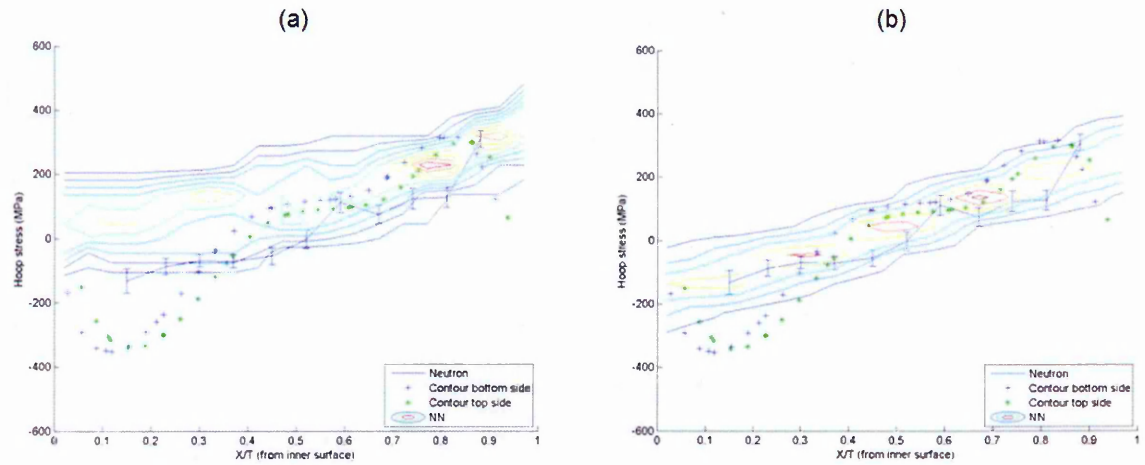 (a)
(b)
600
400
200
0
-200
-400
-600
Hoop stress (MPa)
0 0.1 0.2 0.3 0.4 0.5 0.6 0.7 0.8 0.9 1
X/T (from inner surface)
Neutron
Contour bottom side
Contour top side
NN
600
400
200
0
-200
-400
-600
Hoop stress (MPa)
0 0.1 0.2 0.3 0.4 0.5 0.6 0.7 0.8 0.9 1
X/T (from inner surface)
Neutron
Contour bottom side
Contour top side
NN